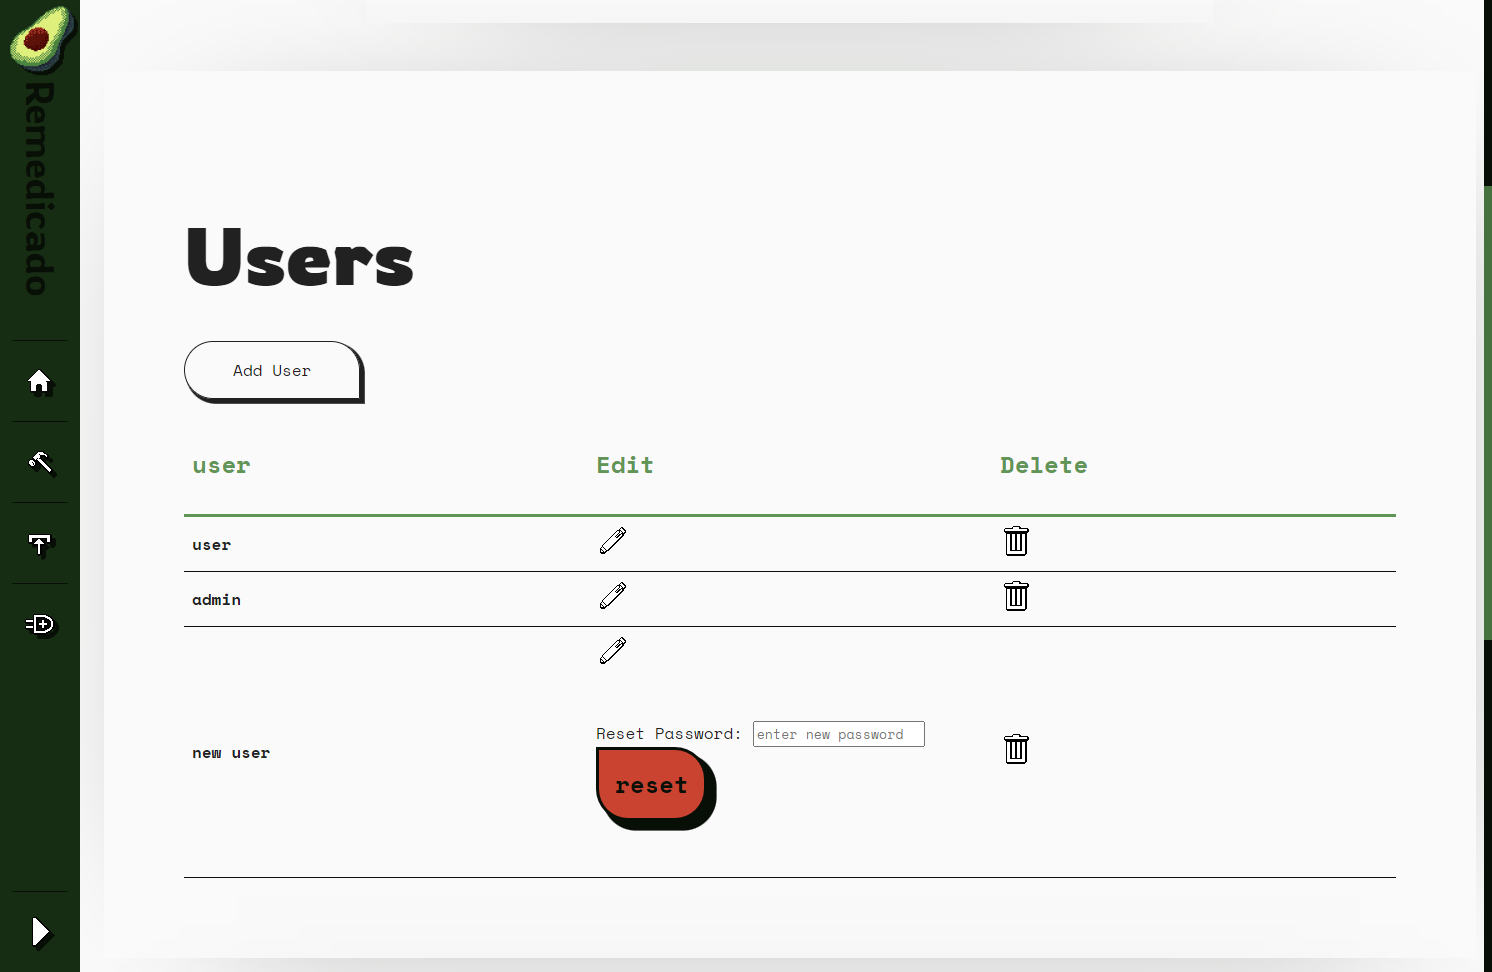 Remedicado
Users
Add User
user Edit Delete
user
admin
new user
Reset Password: enter new password
reset